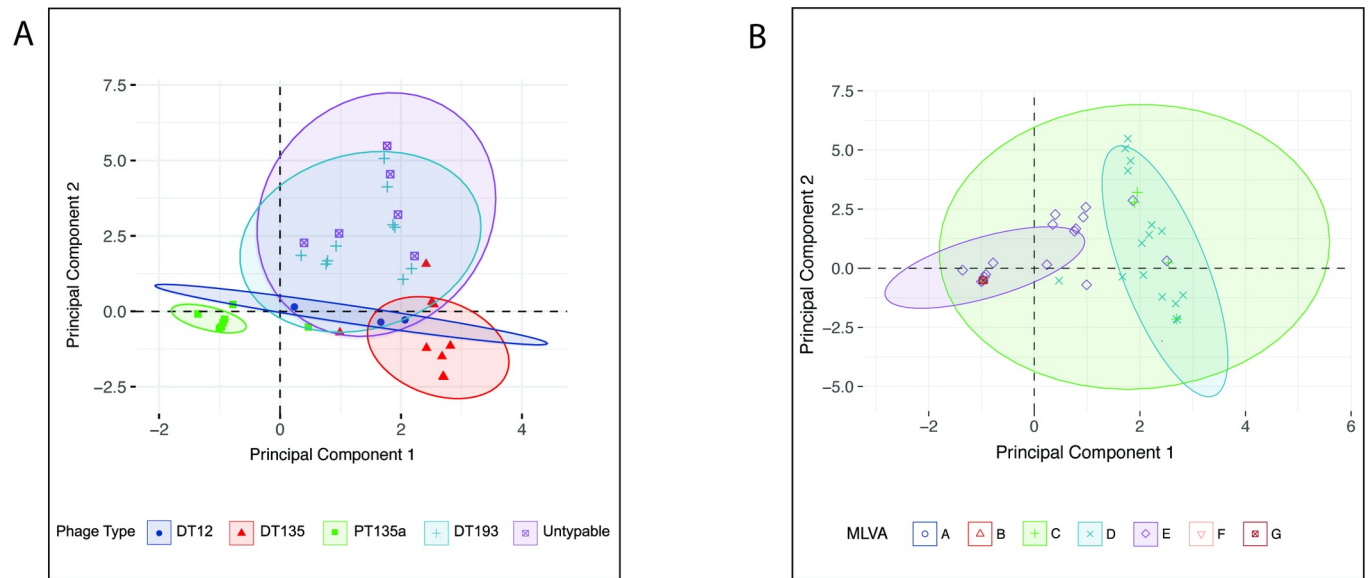 A
7.5
5.0
2.5
0.0
−2.5
Principal Component 2
−2 0 2 4
Principal Component 1
Phage Type DT12 DT135 PT135a DT193 Untypable
B
7.5
5.0
2.5
0.0
−2.5
−5.0
Principal Component 2
−2 0 2 4 6
Principal Component 1
MLVA A B C D E F G